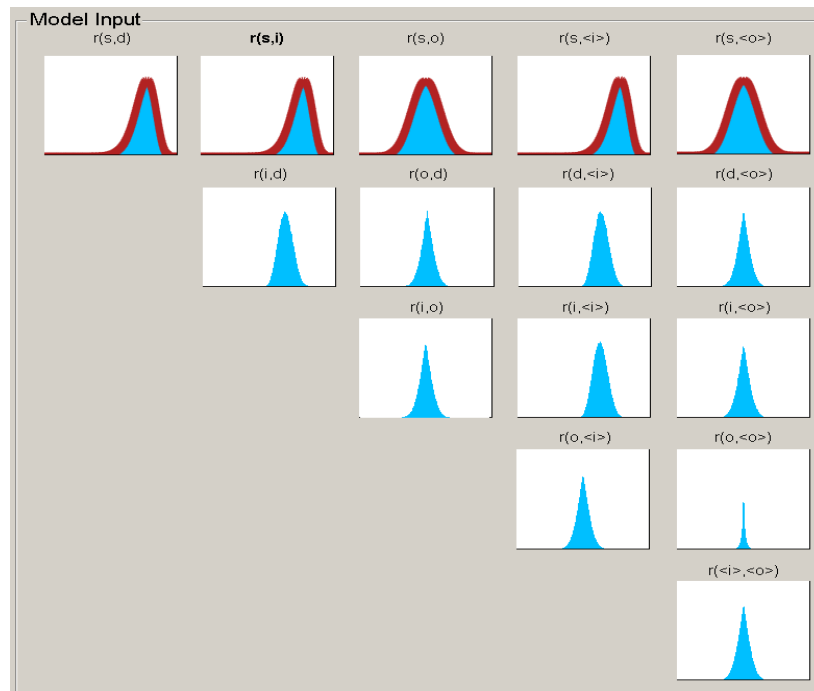 Model Input
r(s,d) r(s,i) r(s,o) r(s,<i>) r(s,<o>)
r(i,d) r(o,d) r(d,<i>) r(d,<o>)
r(i,o) r(i,<i>) r(i,<o>)
r(o,<i>) r(o,<o>)
r(<i>,<o>)